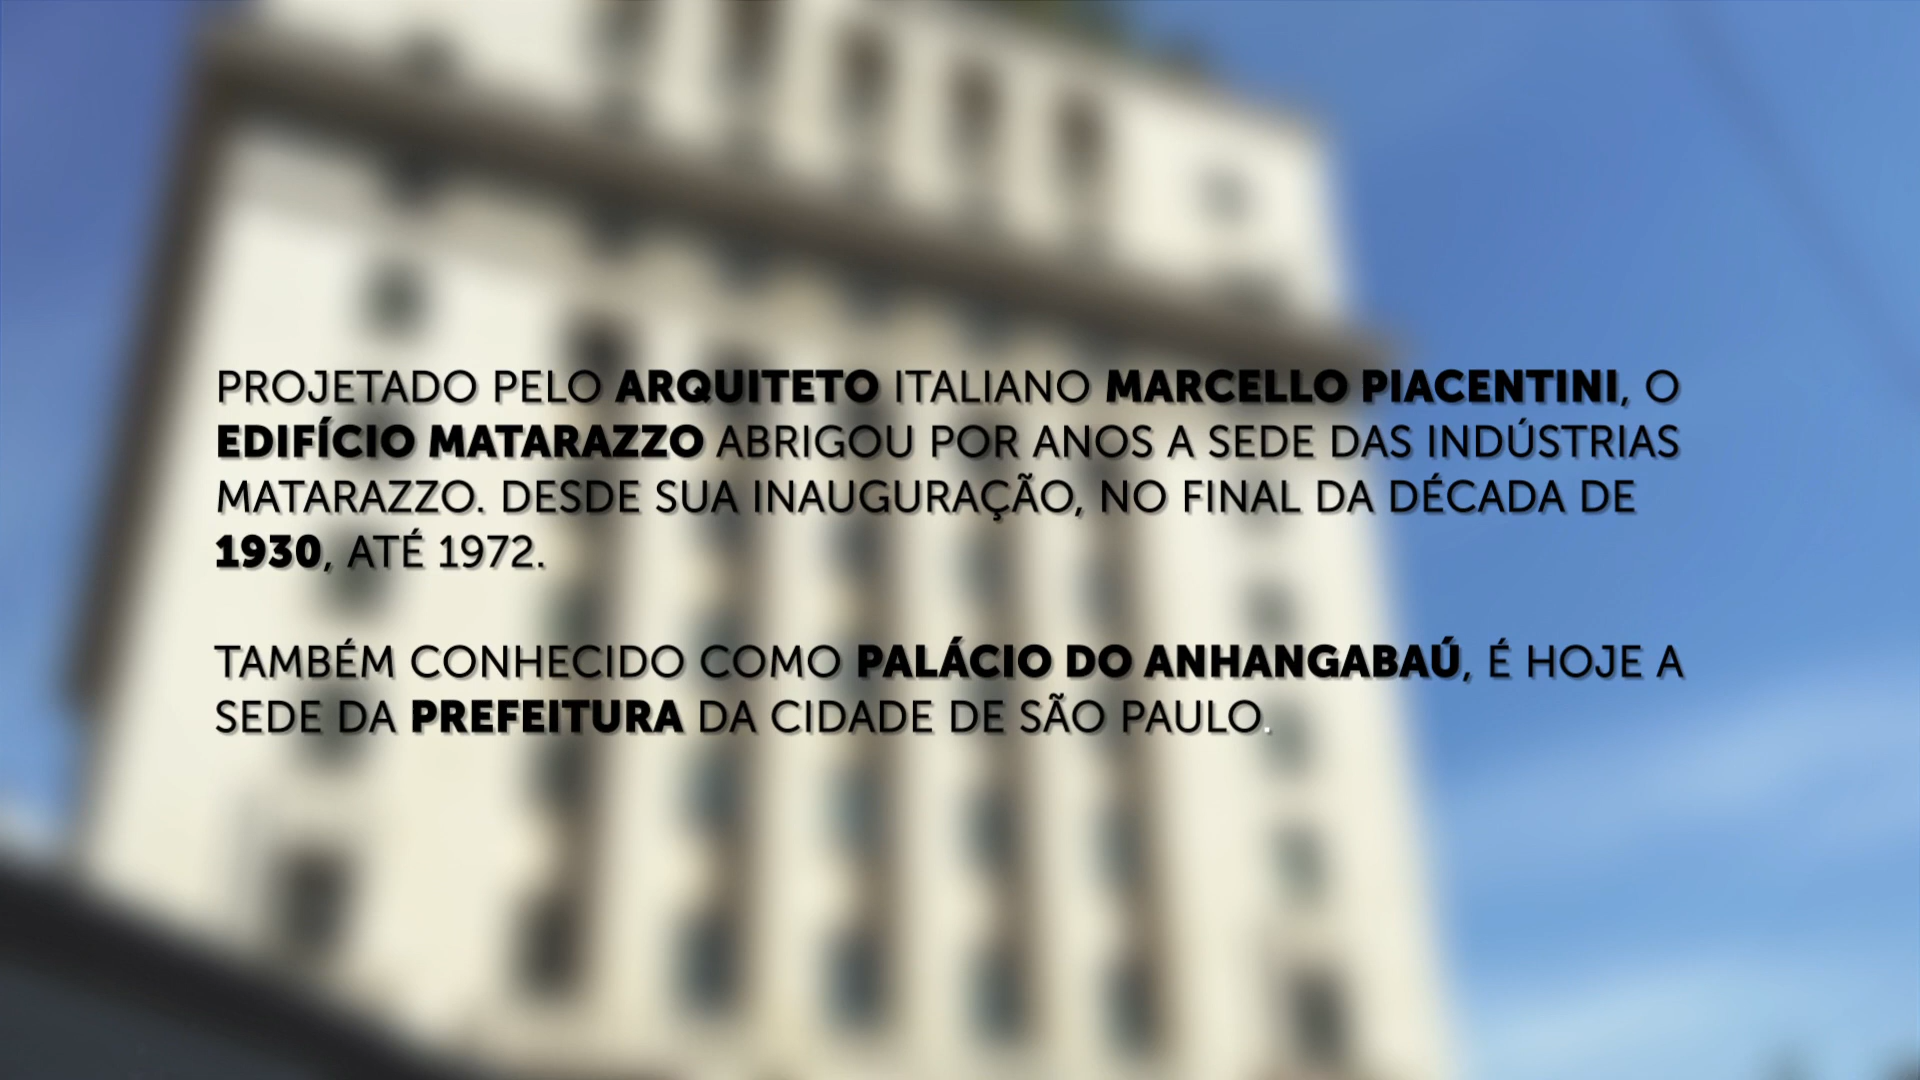 PROJETADO PELO ARQUITETO ITALIANO MARCELLO PIACENTINI, O
EDIFÍCIO MATARAZZO ABRIGOU POR ANOS A SEDE DAS INDÚSTRIAS
MATARAZZO. DESDE SUA INAUGURAÇÃO, NO FINAL DA DÉCADA DE
1930, ATÉ 1972.
TAMBÉM CONHECIDO COMO PALÁCIO DO ANHANGABAÚ, É HOJE A
SEDE DA PREFEITURA DA CIDADE DE SÃO PAULO.